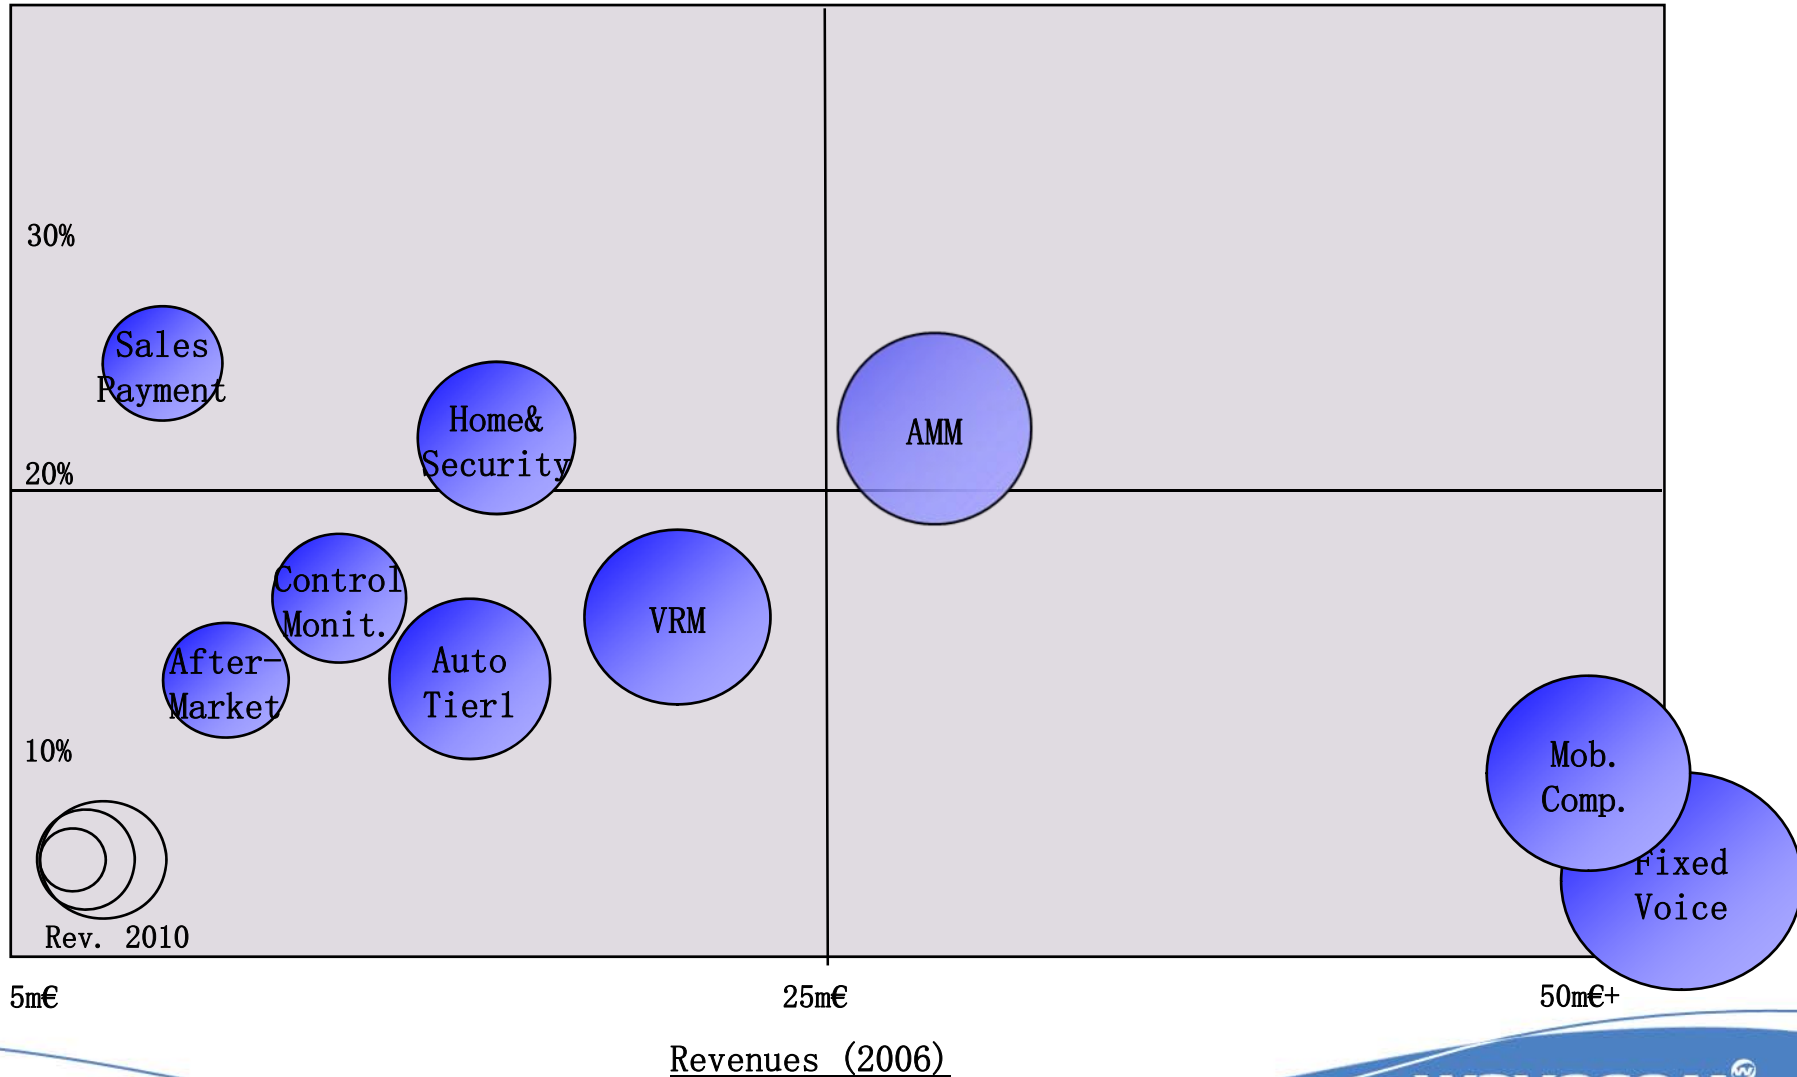 30%
Sales
Payment
Home&
Security
AMM
20%
Control
Monit.
VRM
After-
Market
Auto
Tier1
10%
Mob.
Comp.
Fixed
Voice
Rev. 2010
5m€
25m€
50m€+
Revenues (2006)